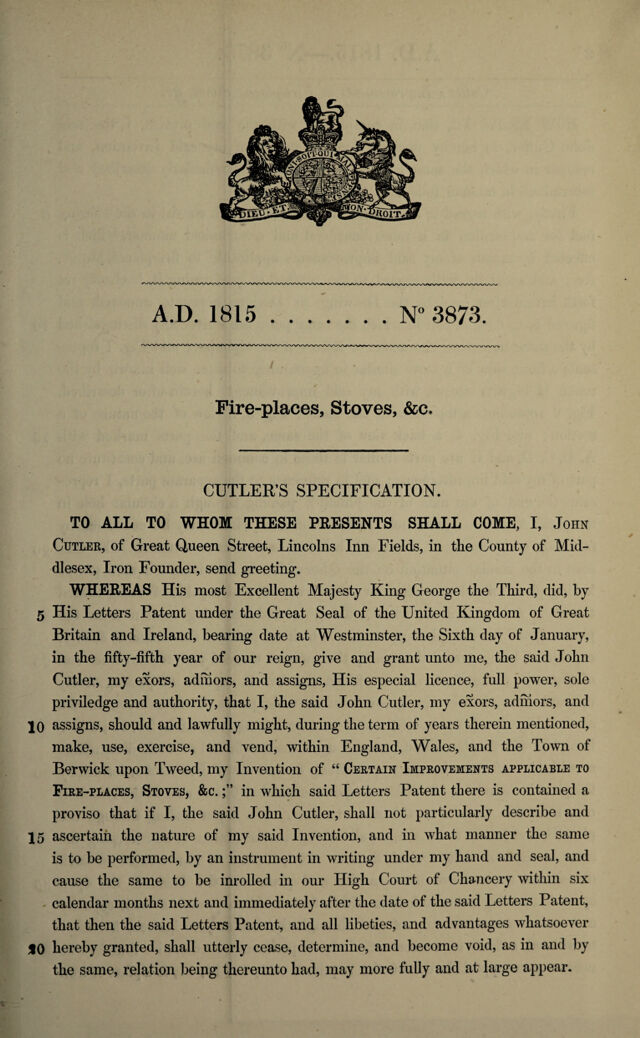 DIEU · ET MON · DROIT
A.D. 1815 . . . . . . . Nº 3873.
Fire-places, Stoves, &c.
CUTLER'S SPECIFICATION.
TO ALL TO WHOM THESE PRESENTS SHALL COME, I, JOHN
CUTLER, of Great Queen Street, Lincolns Inn Fields, in the County of Mid-
dlesex, Iron Founder, send greeting.
WHEREAS His most Excellent Majesty King George the Third, did, by
5 His Letters Patent under the Great Seal of the United Kingdom of Great
Britain and Ireland, bearing date at Westminster, the Sixth day of January,
in the fifty-fifth year of our reign, give and grant unto me, the said John
Cutler, my exors, admors, and assigns, His especial licence, full power, sole
priviledge and authority, that I, the said John Cutler, my exors, admors, and
10 assigns, should and lawfully might, during the term of years therein mentioned,
make, use, exercise, and vend, within England, Wales, and the Town of
Berwick upon Tweed, my Invention of " CERTAIN IMPROVEMENTS APPLICABLE TO
FIRE-PLACES, STOVES, &c. ;" in which said Letters Patent there is contained a
proviso that if I, the said John Cutler, shall not particularly describe and
15 ascertain the nature of my said Invention, and in what manner the same
is to be performed, by an instrument in writing under my hand and seal, and
cause the same to be inrolled in our High Court of Chancery within six
calendar months next and immediately after the date of the said Letters Patent,
that then the said Letters Patent, and all libeties, and advantages whatsoever
20 hereby granted, shall utterly cease, determine, and become void, as in and by
the same, relation being thereunto had, may more fully and at large appear.